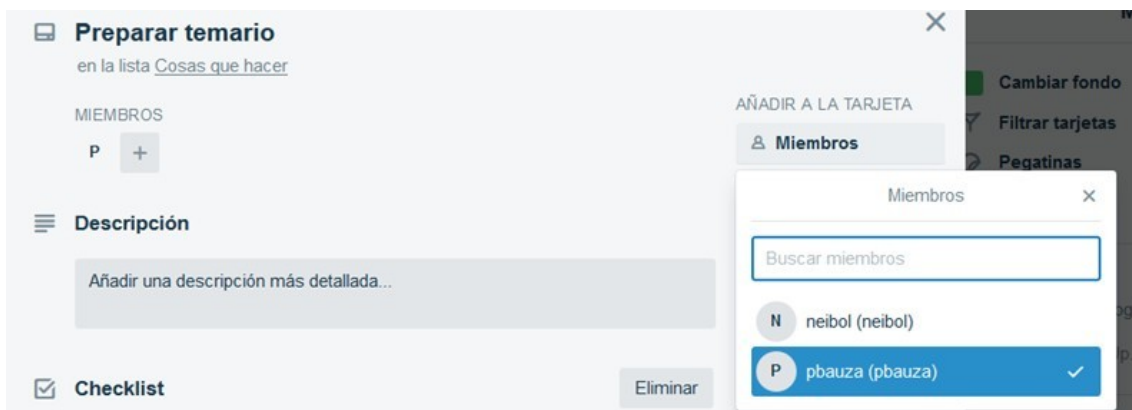 Preparar temario
en la lista Cosas que hacer
MIEMBROS
P +
Descripción
Añadir una descripción más detallada...
Checklist
Eliminar
AÑADIR A LA TARJETA
Miembros
Miembros
Buscar miembros
N neibol (neibol)
P pbauza (pbauza)
Cambiar fondo
Filtrar tarjetas
Pegatinas